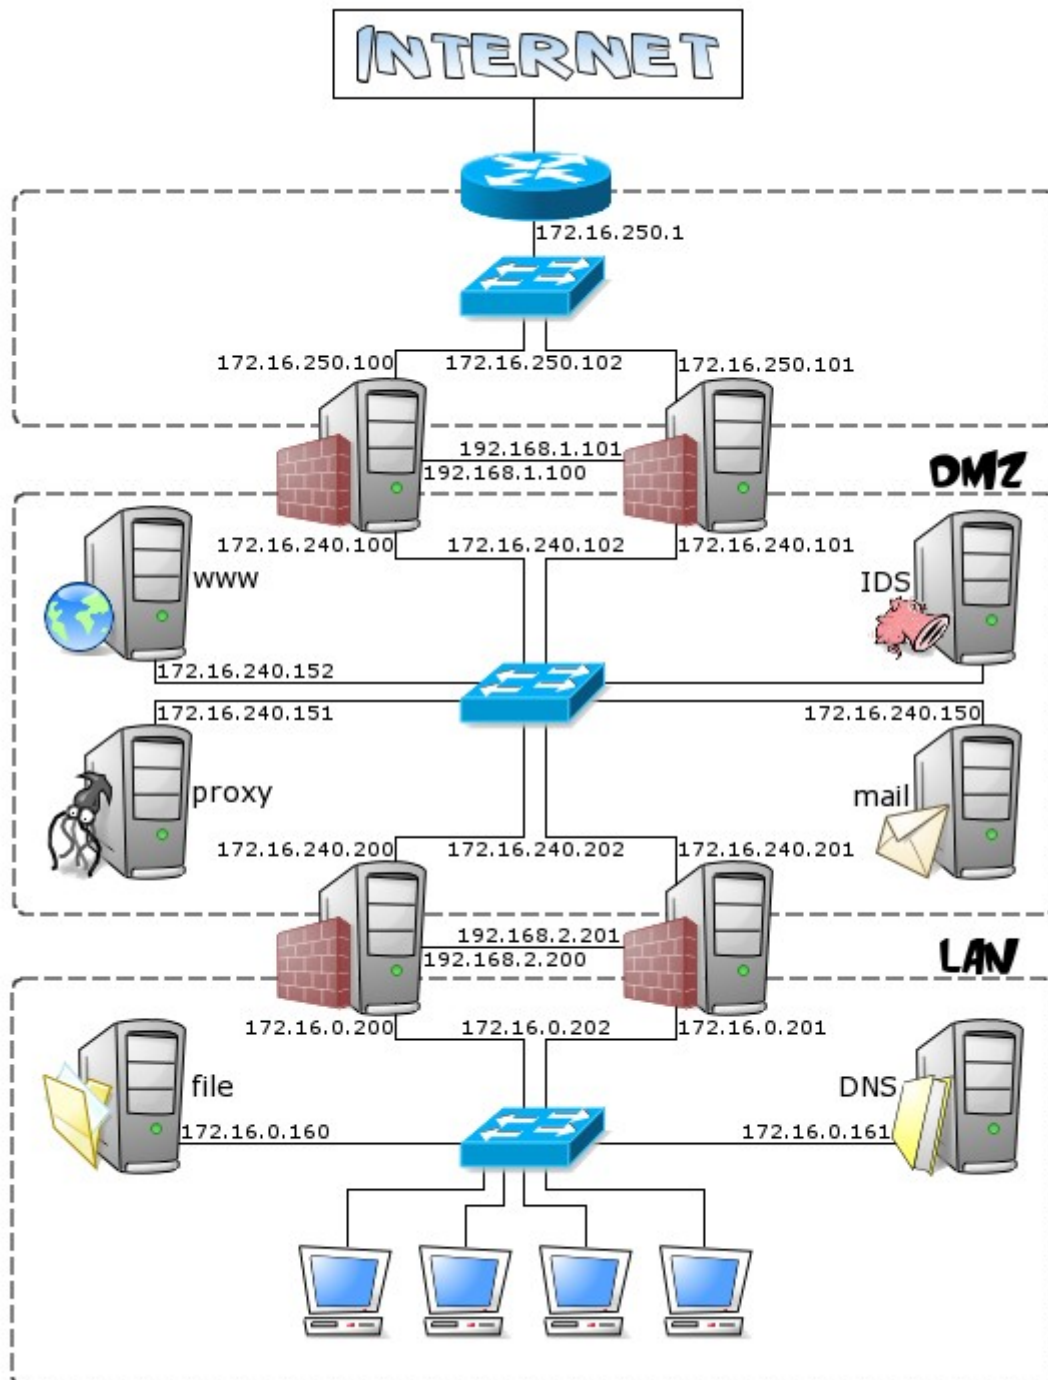 INTERNET
172.16.250.1
172.16.250.100 172.16.250.102 172.16.250.101
192.168.1.101
192.168.1.100
DMZ
172.16.240.100 172.16.240.102 172.16.240.101
www IDS
172.16.240.152
172.16.240.151 172.16.240.150
proxy mail
172.16.240.200 172.16.240.202 172.16.240.201
192.168.2.201
192.168.2.200
LAN
172.16.0.200 172.16.0.202 172.16.0.201
file DNS
172.16.0.160 172.16.0.161